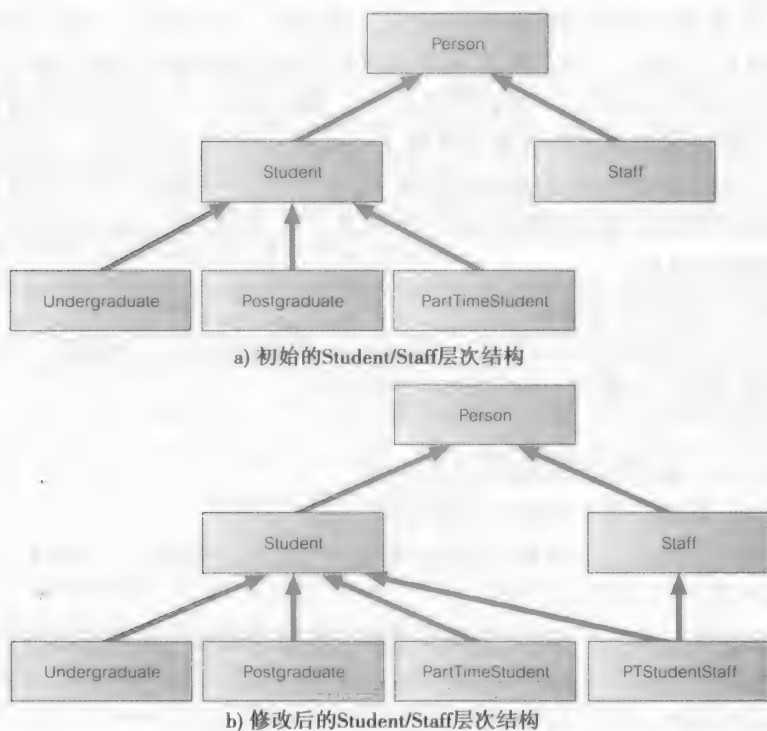 Person
Student
Staff
Undergraduate
Postgraduate
PartTimeStudent
a) 初始的Student/Staff层次结构
Person
Student
Staff
Undergraduate
Postgraduate
PartTimeStudent
PTStudentStaff
b) 修改后的Student/Staff层次结构